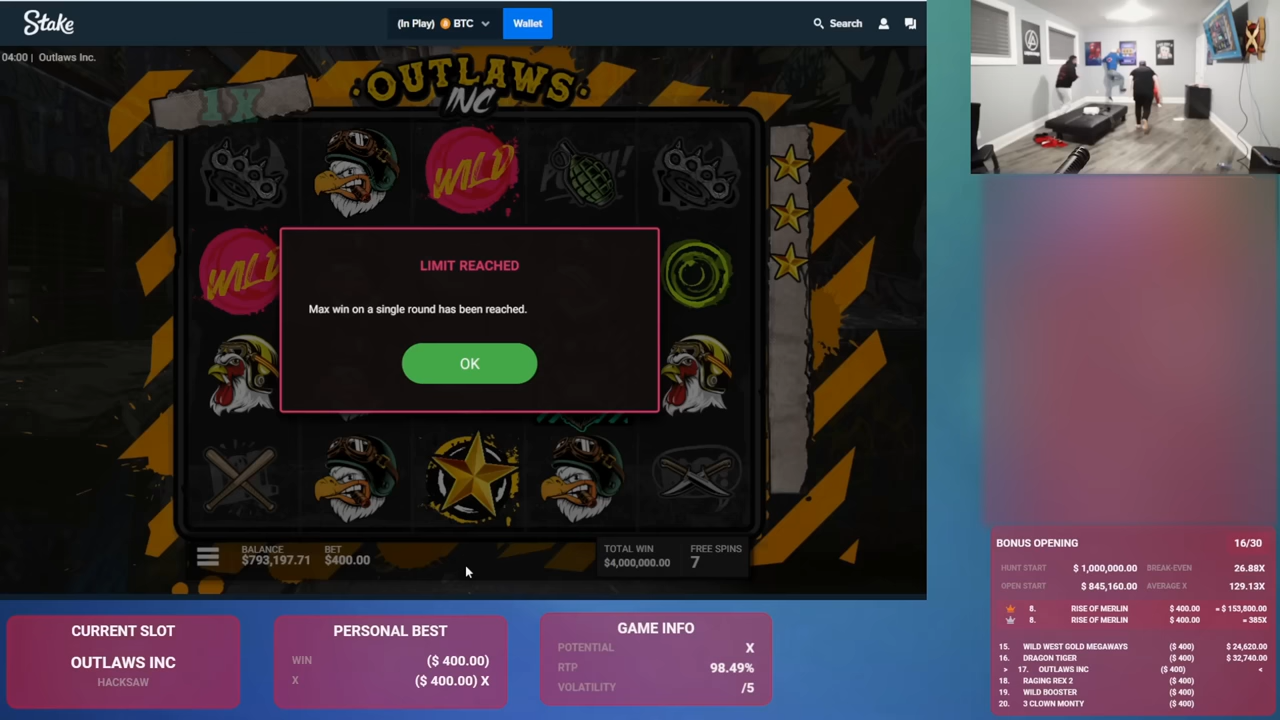 Stake
(In Play) BTC
Wallet
Search
04:00 | Outlaws Inc.
1X
OUTLAWS
INC
WILD
WILD
LIMIT REACHED
Max win on a single round has been reached.
OK
BALANCE
$793,197.71
BET
$400.00
TOTAL WIN
$4,000,000.00
FREE SPINS
7
CURRENT SLOT
OUTLAWS INC
HACKSAW
PERSONAL BEST
WIN ($ 400.00)
X ($ 400.00) X
GAME INFO
POTENTIAL X
RTP 98.49%
VOLATILITY /5
BONUS OPENING 16/30
HUNT START $ 1,000,000.00 BREAK-EVEN 26.88X
OPEN START $ 845,160.00 AVERAGE X 129.13X
8. RISE OF MERLIN $ 400.00 = $ 153,800.00
8. RISE OF MERLIN $ 400.00 = 385X
15. WILD WEST GOLD MEGAWAYS ($ 400) $ 24,620.00
16. DRAGON TIGER ($ 400) $ 32,740.00
> 17. OUTLAWS INC ($ 400) <
18. RAGING REX 2 ($ 400)
19. WILD BOOSTER ($ 400)
20. 3 CLOWN MONTY ($ 400)